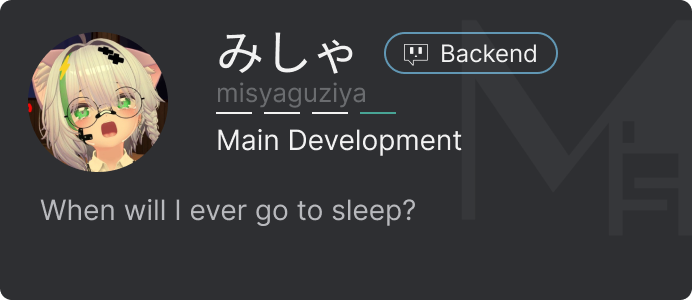 みしゃ
Backend
misyaguziya
Main Development
When will I ever go to sleep?